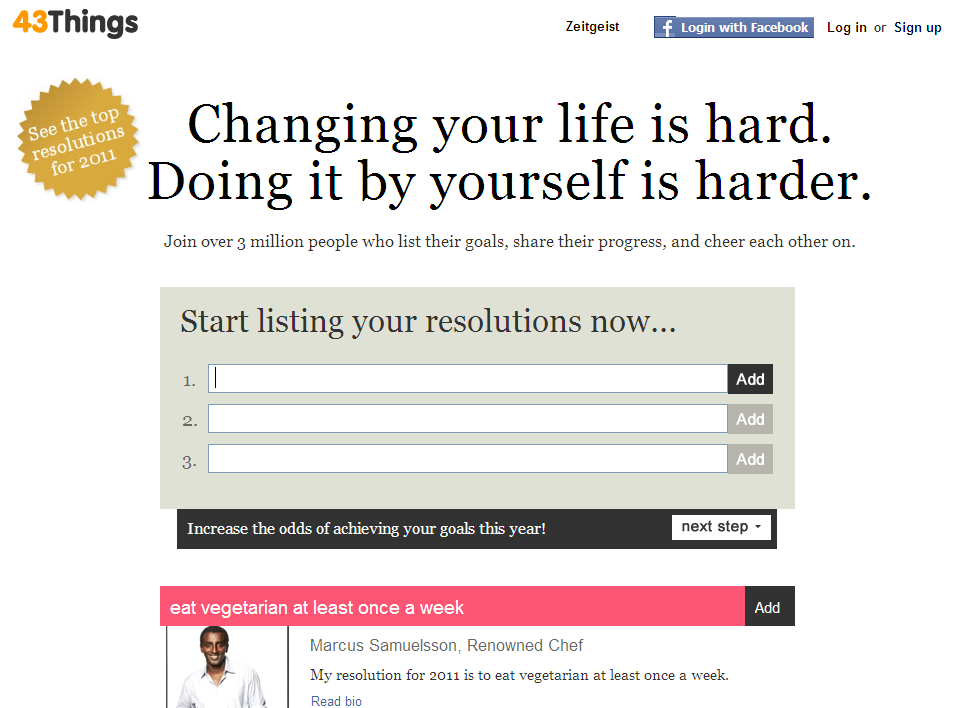 43Things
Zeitgeist
f Login with Facebook
Log in or Sign up
See the top
resolutions
for 2011
Changing your life is hard.
Doing it by yourself is harder.
Join over 3 million people who list their goals, share their progress, and cheer each other on.
Start listing your resolutions now...
1. Add
2. Add
3. Add
Increase the odds of achieving your goals this year!
next step
eat vegetarian at least once a week
Add
Marcus Samuelsson, Renowned Chef
My resolution for 2011 is to eat vegetarian at least once a week.
Read bio